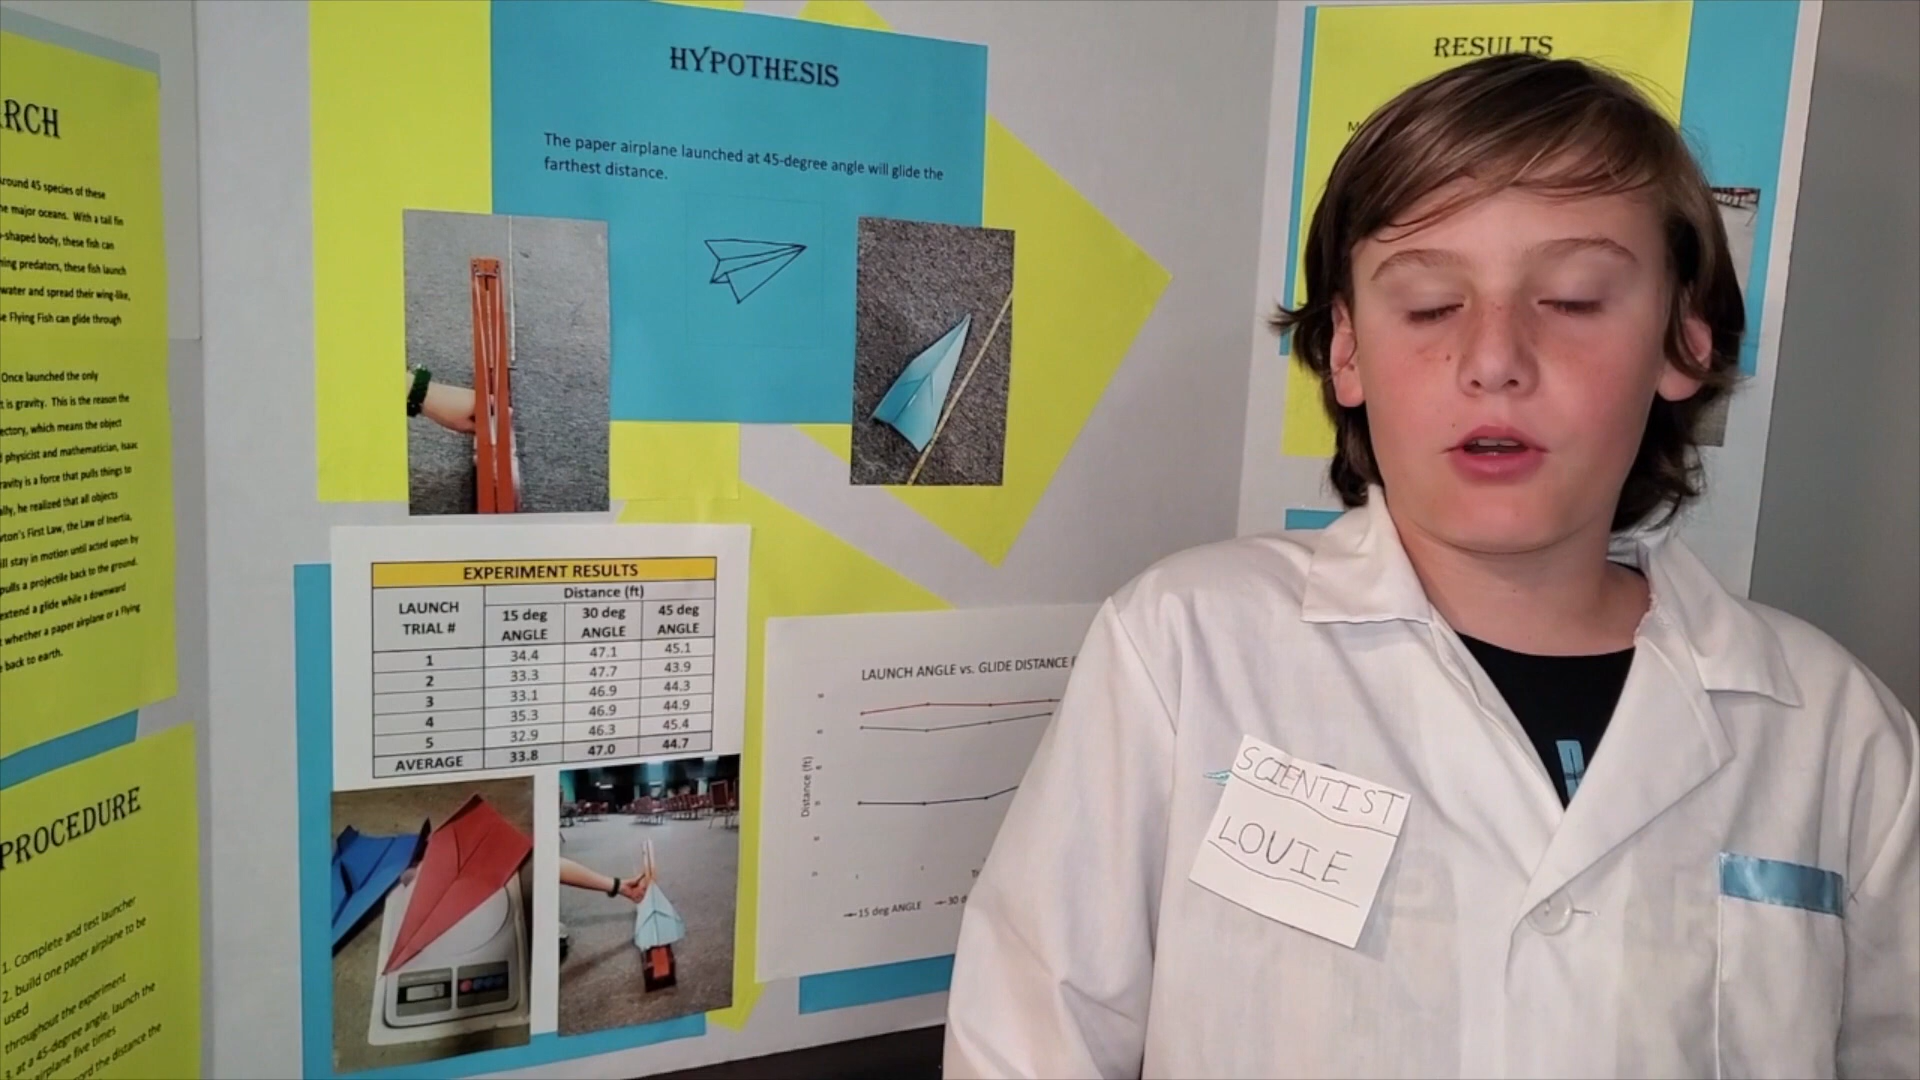 RCH
round 45 species of these
e major oceans. With a tail fin
-shaped body, these fish can
ning predators, these fish launch
water and spread their wing-like,
e Flying Fish can glide through
Once launched the only
t is gravity. This is the reason the
ectory, which means the object
physicist and mathematician, Isaac
ravity is a force that pulls things to
ally, he realized that all objects
ton's First Law, the Law of Inertia,
ill stay in motion until acted upon by
pulls a projectile back to the ground.
extend a glide while a downward
whether a paper airplane or a Flying
back to earth.
PROCEDURE
1. Complete and test launcher
2. build one paper airplane to be
used
throughout the experiment
3. at a 45-degree angle, launch the
airplane five times
ord the distance the
HYPOTHESIS
The paper airplane launched at 45-degree angle will glide the
farthest distance.
EXPERIMENT RESULTS
LAUNCH TRIAL # Distance (ft)
15 deg ANGLE 30 deg ANGLE 45 deg ANGLE
1 34.4 47.1 45.1
2 33.3 47.7 43.9
3 33.1 46.9 44.3
4 35.3 46.9 44.9
5 32.9 46.3 45.4
AVERAGE 33.8 47.0 44.7
LAUNCH ANGLE vs. GLIDE DISTANCE (
Distance (ft)
15 deg ANGLE 30 d
RESULTS
M
SCIENTIST
LOUIE